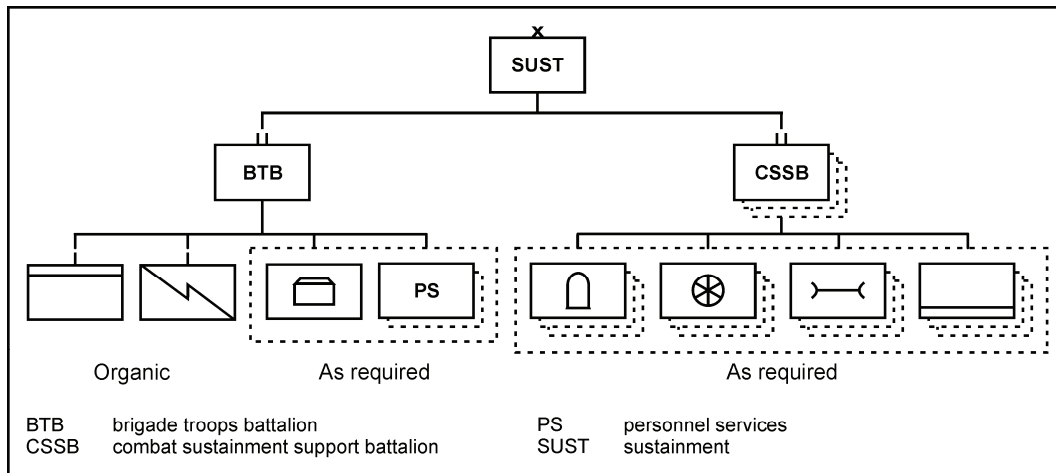 x
SUST
BTB
CSSB
PS
Organic
As required
As required
BTB brigade troops battalion
CSSB combat sustainment support battalion
PS personnel services
SUST sustainment